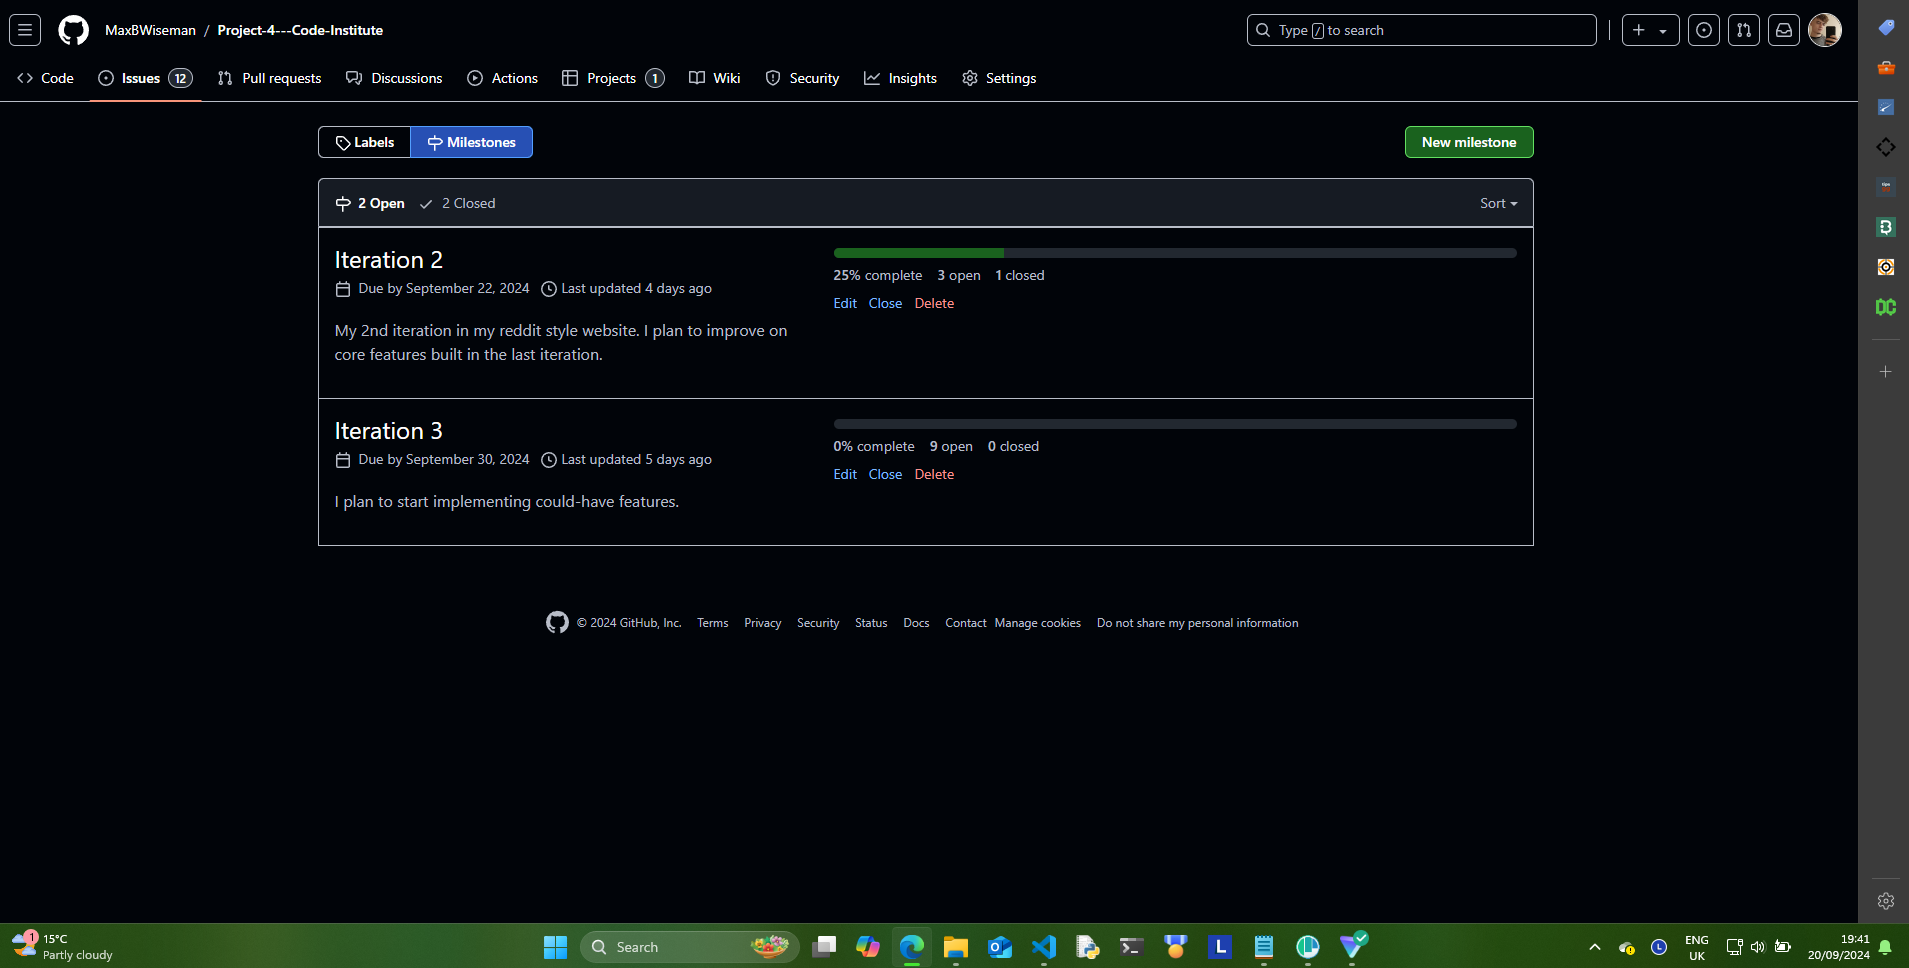 MaxBWiseman / Project-4---Code-Institute
Type / to search
Code
Issues 12
Pull requests
Discussions
Actions
Projects 1
Wiki
Security
Insights
Settings
Labels
Milestones
New milestone
2 Open
2 Closed
Sort
Iteration 2
Due by September 22, 2024
Last updated 4 days ago
My 2nd iteration in my reddit style website. I plan to improve on
core features built in the last iteration.
25% complete 3 open 1 closed
Edit Close Delete
Iteration 3
Due by September 30, 2024
Last updated 5 days ago
I plan to start implementing could-have features.
0% complete 9 open 0 closed
Edit Close Delete
© 2024 GitHub, Inc. Terms Privacy Security Status Docs Contact Manage cookies Do not share my personal information
1
15°C
Partly cloudy
Search
L
ENG
UK
19:41
20/09/2024